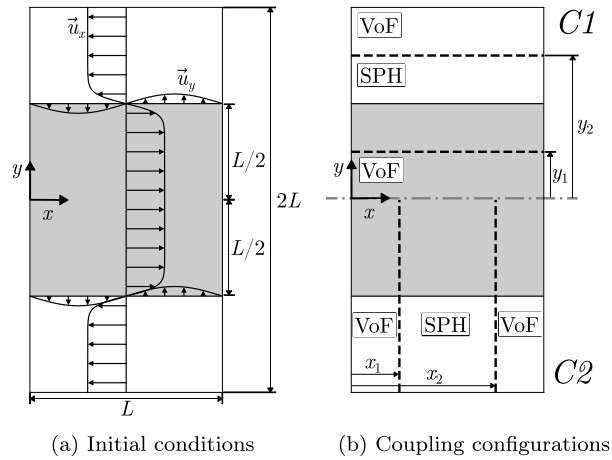 u⃗x
u⃗y
y
x
L/2
L/2
2L
L
(a) Initial conditions
C1
VoF
SPH
VoF
y
x
y1
y2
VoF
SPH
VoF
x1
x2
C2
(b) Coupling configurations